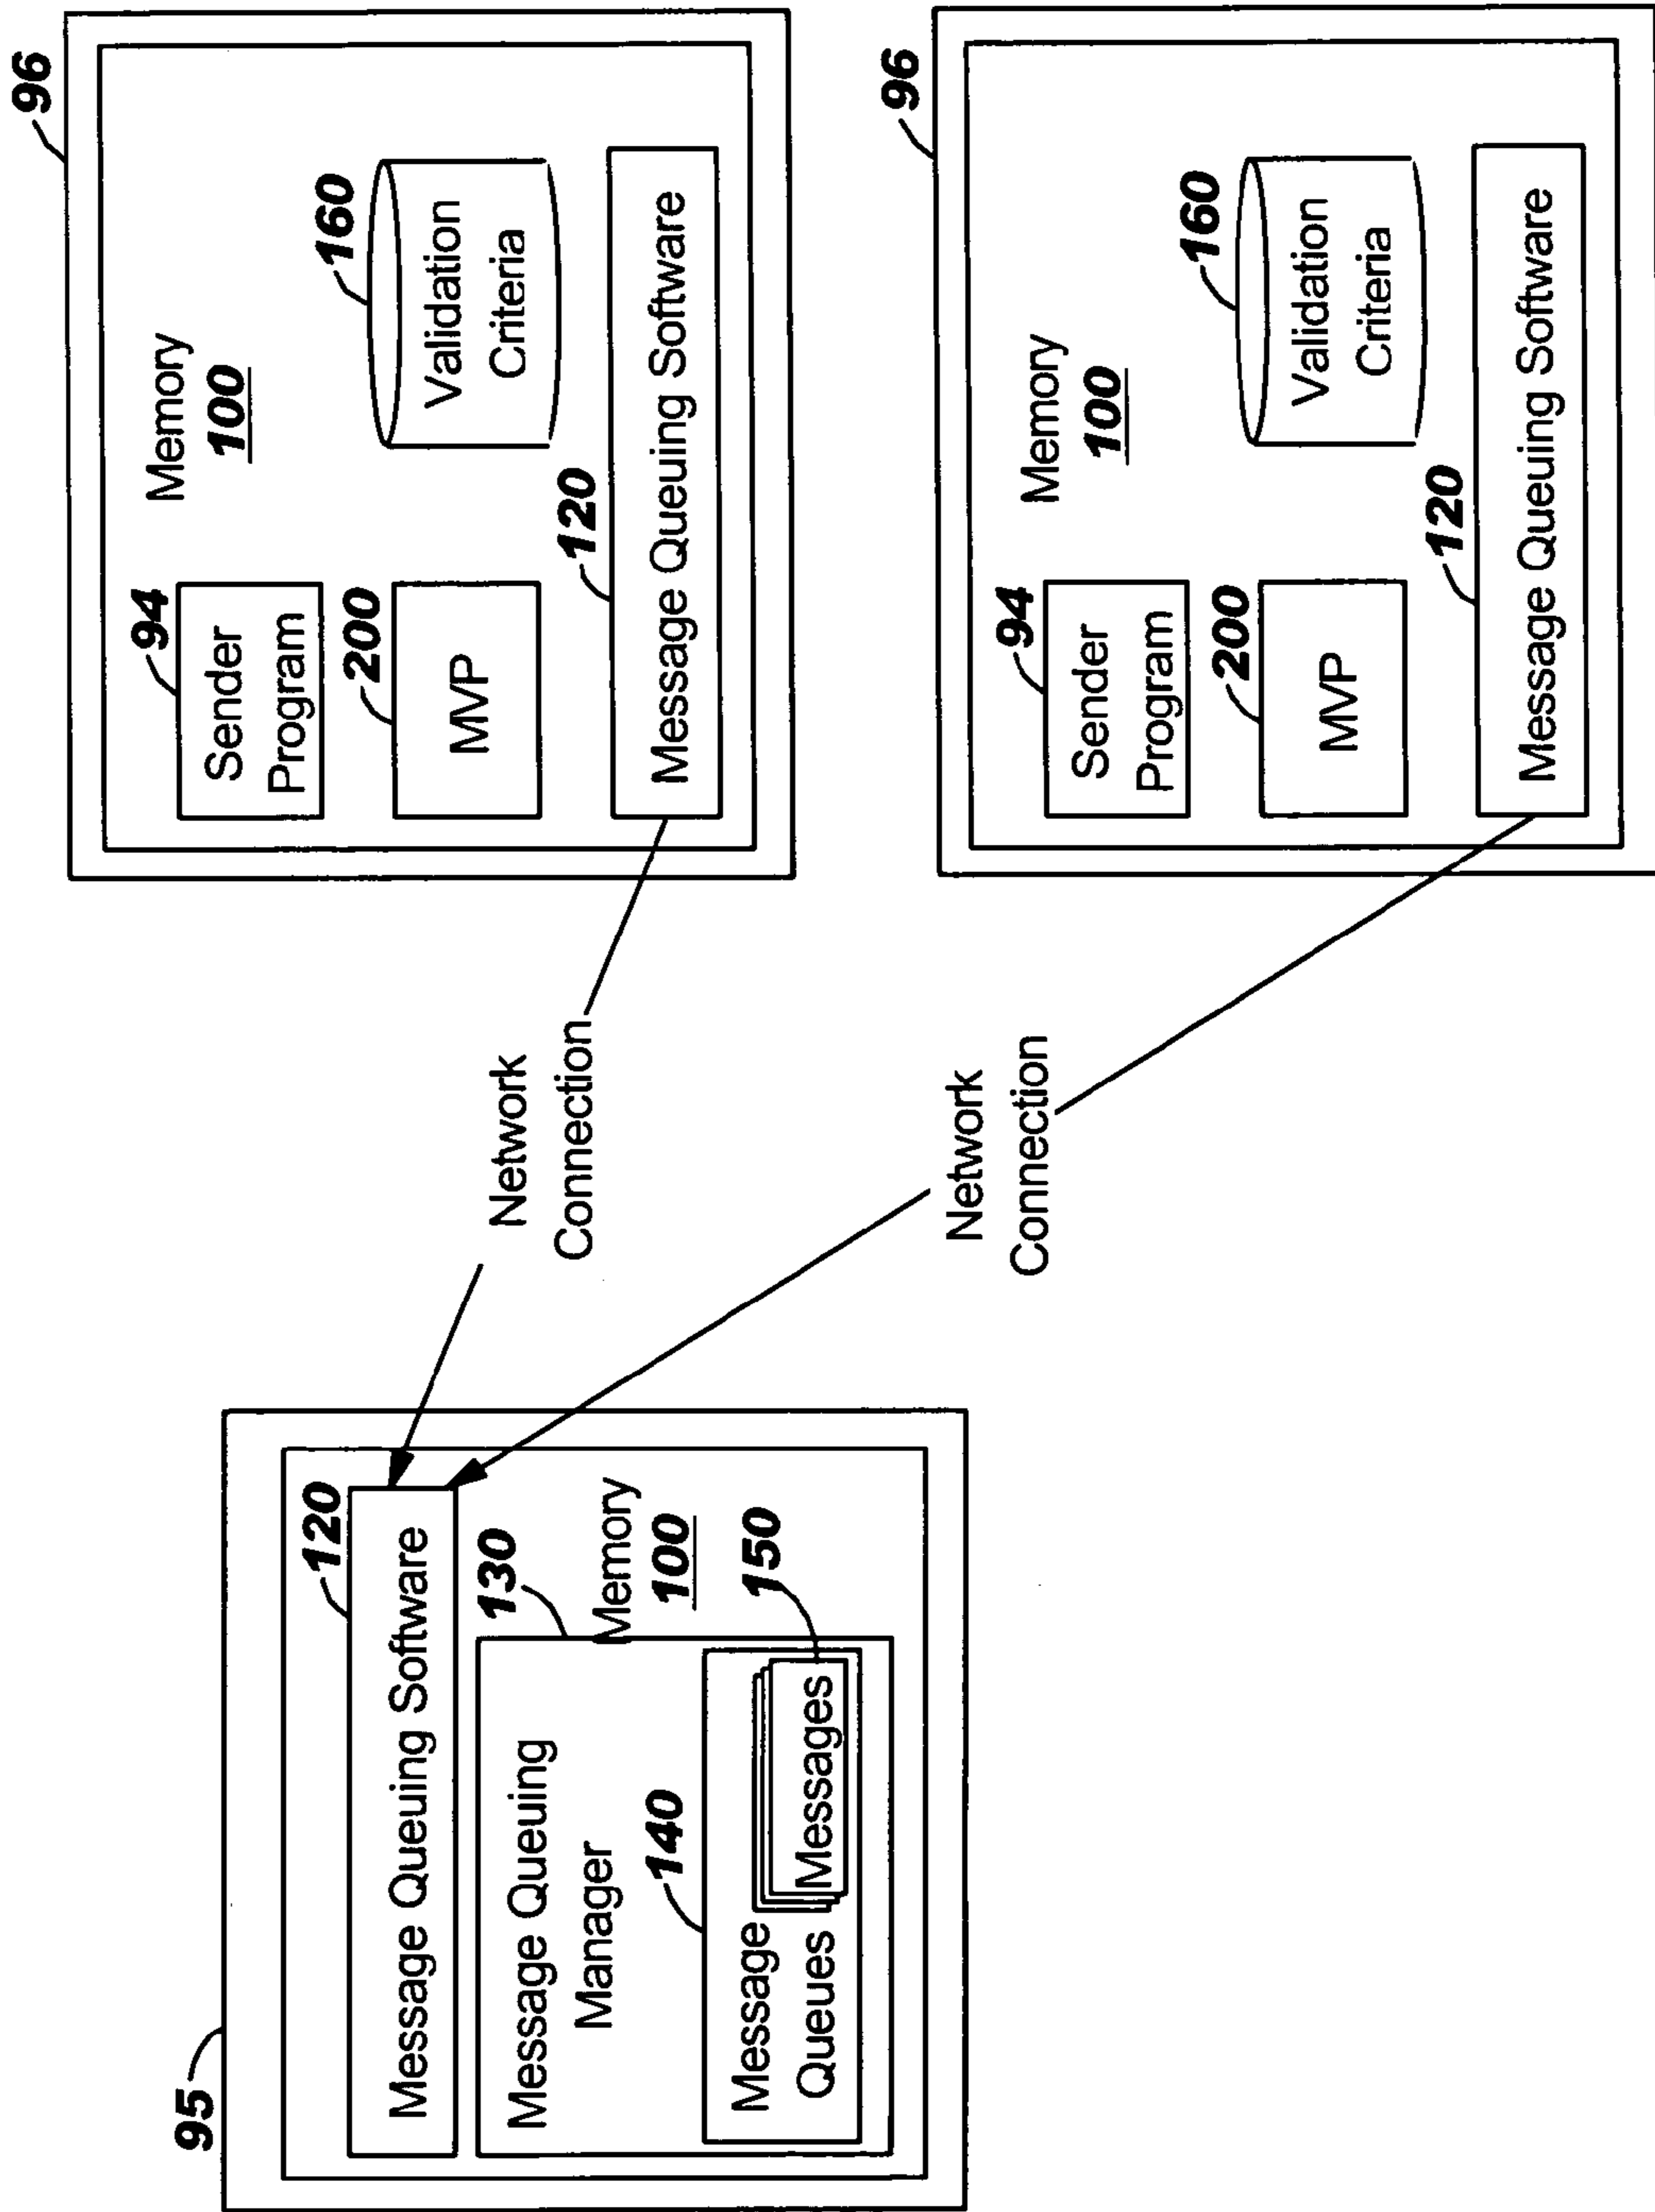 95
120
Message Queuing Software
130
Message Queuing
Manager
Memory
100
140
150
Message
Queues
Messages
Network
Connection
Network
Connection
96
94
Sender
Program
Memory
100
200
MVP
160
Validation
Criteria
120
Message Queuing Software
96
94
Sender
Program
Memory
100
200
MVP
160
Validation
Criteria
120
Message Queuing Software